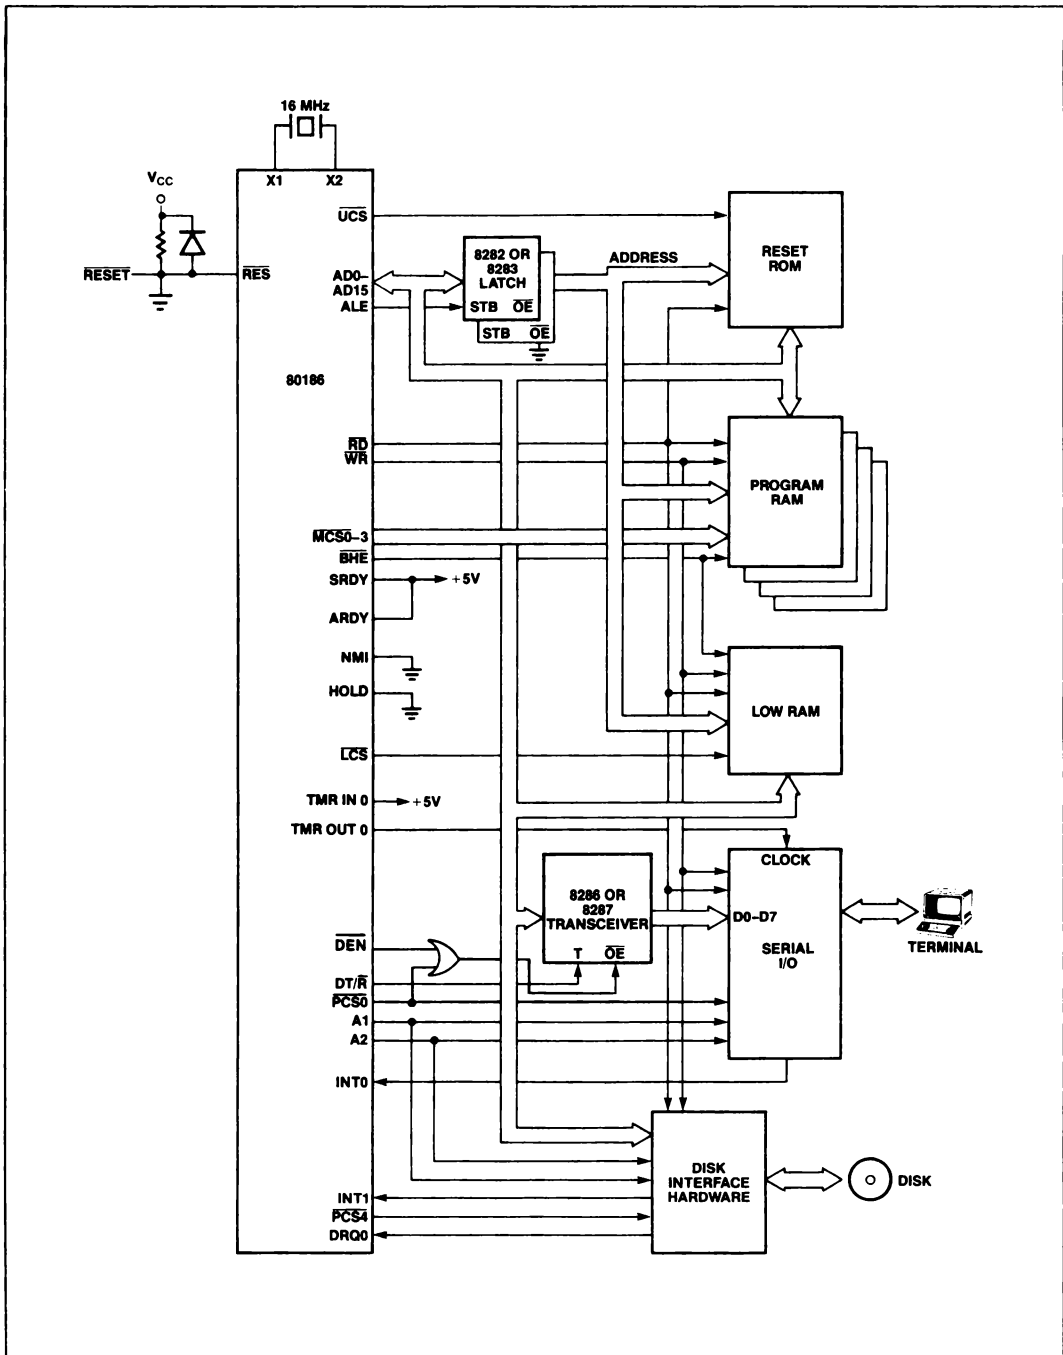 16 MHz
X1 X2
VCC
UCS
RESET
ROM
8282 OR
8283
LATCH
ADDRESS
RESET
RES
AD0-
AD15
ALE
STB OE
STB OE
80186
RD
WR
PROGRAM
RAM
MCS0-3
BHE
SRDY
+5V
ARDY
NMI
HOLD
LOW RAM
LCS
TMR IN 0
+5V
TMR OUT 0
CLOCK
8286 OR
8287
TRANSCEIVER
D0-D7
SERIAL
I/O
TERMINAL
DEN
T OE
DT/R
PCS0
A1
A2
INT0
DISK
INTERFACE
HARDWARE
DISK
INT1
PCS4
DRQ0